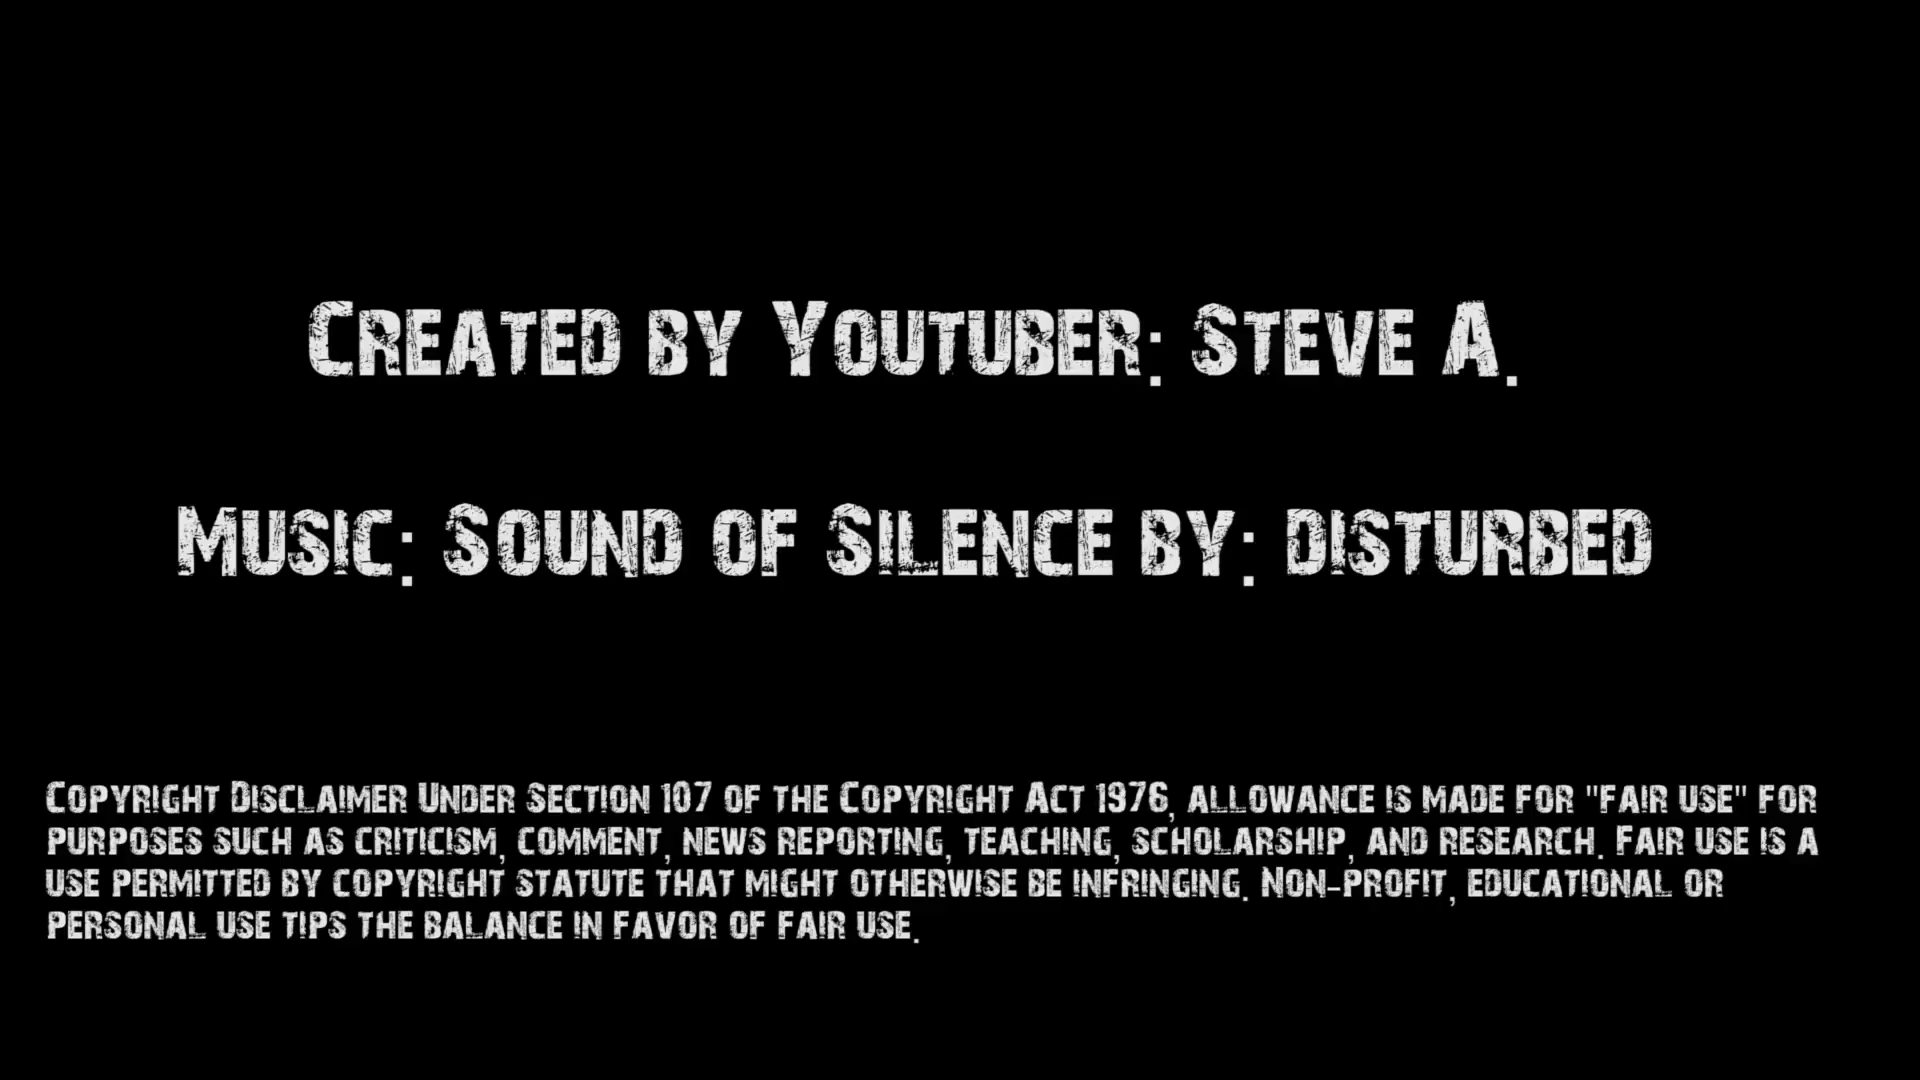 Created by Youtuber: Steve A.
Music: Sound of Silence by: Disturbed
Copyright Disclaimer Under Section 107 of the Copyright Act 1976, allowance is made for "fair use" for
purposes such as criticism, comment, news reporting, teaching, scholarship, and research. Fair use is a
use permitted by copyright statute that might otherwise be infringing. Non-profit, educational or
personal use tips the balance in favor of fair use.